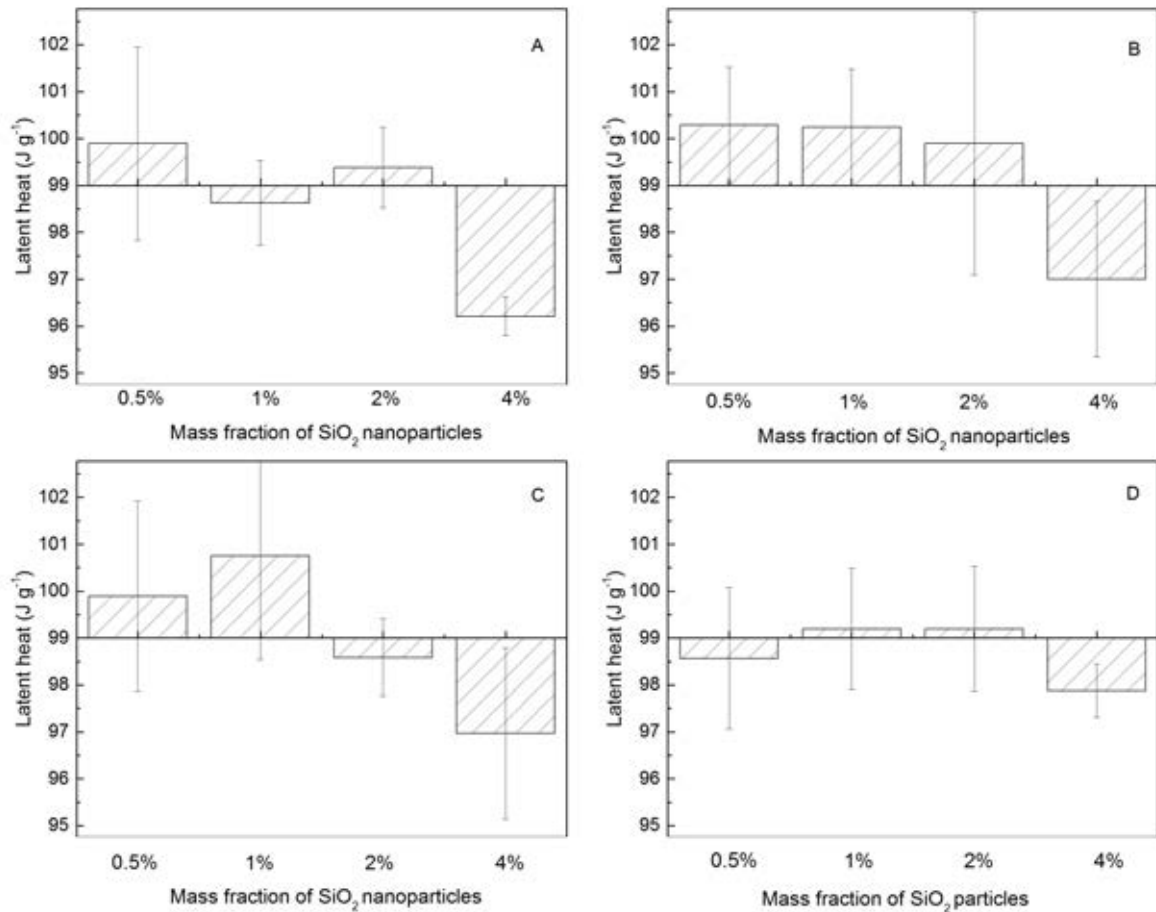 A
Latent heat (J g⁻¹)
102
101
100
99
98
97
96
95
0.5% 1% 2% 4%
Mass fraction of SiO₂ nanoparticles
B
Latent heat (J g⁻¹)
102
101
100
99
98
97
96
95
0.5% 1% 2% 4%
Mass fraction of SiO₂ nanoparticles
C
Latent heat (J g⁻¹)
102
101
100
99
98
97
96
95
0.5% 1% 2% 4%
Mass fraction of SiO₂ nanoparticles
D
Latent heat (J g⁻¹)
102
101
100
99
98
97
96
95
0.5% 1% 2% 4%
Mass fraction of SiO₂ particles